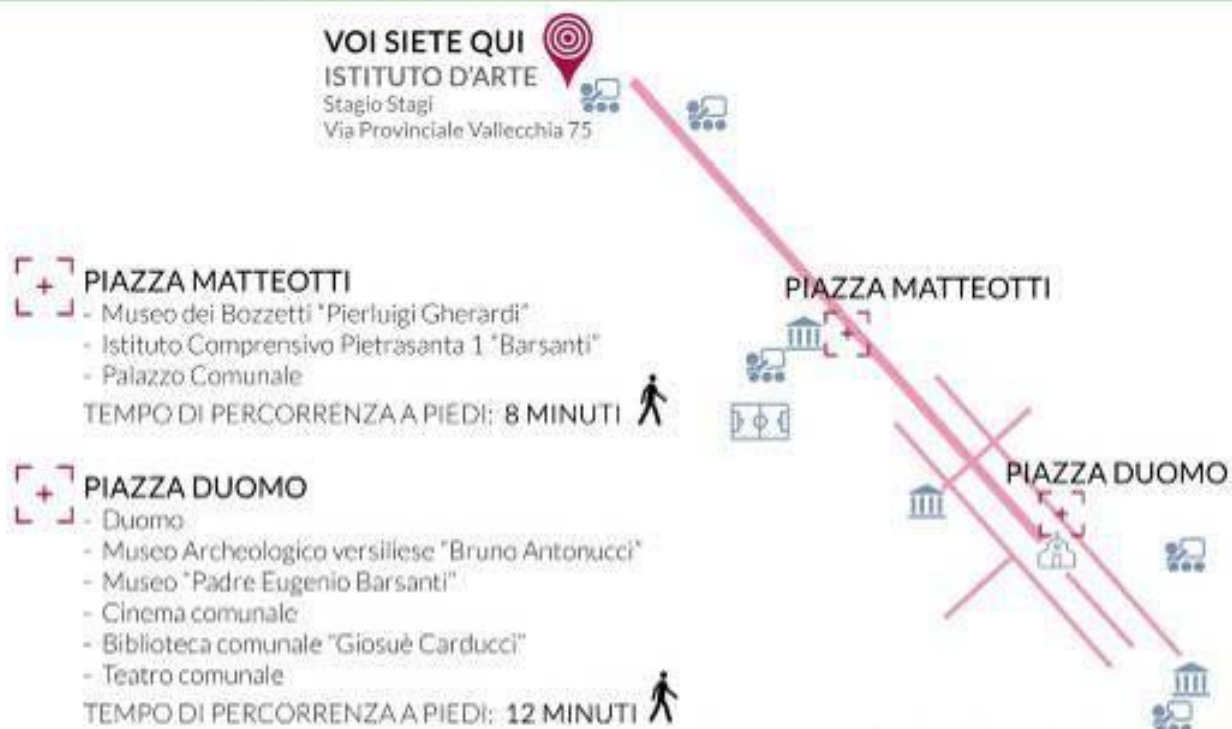 VOI SIETE QUI
ISTITUTO D'ARTE
Stagio Stagi
Via Provinciale Vallecchia 75
PIAZZA MATTEOTTI
- Museo dei Bozzetti "Pierluigi Gherardi"
- Istituto Comprensivo Pietrasanta 1 "Barsanti"
- Palazzo Comunale
TEMPO DI PERCORRENZA A PIEDI: 8 MINUTI
PIAZZA DUOMO
- Duomo
- Museo Archeologico versiliese "Bruno Antonucci"
- Museo "Padre Eugenio Barsanti"
- Cinema comunale
- Biblioteca comunale "Giosuè Carducci"
- Teatro comunale
TEMPO DI PERCORRENZA A PIEDI: 12 MINUTI
PIAZZA MATTEOTTI
PIAZZA DUOMO